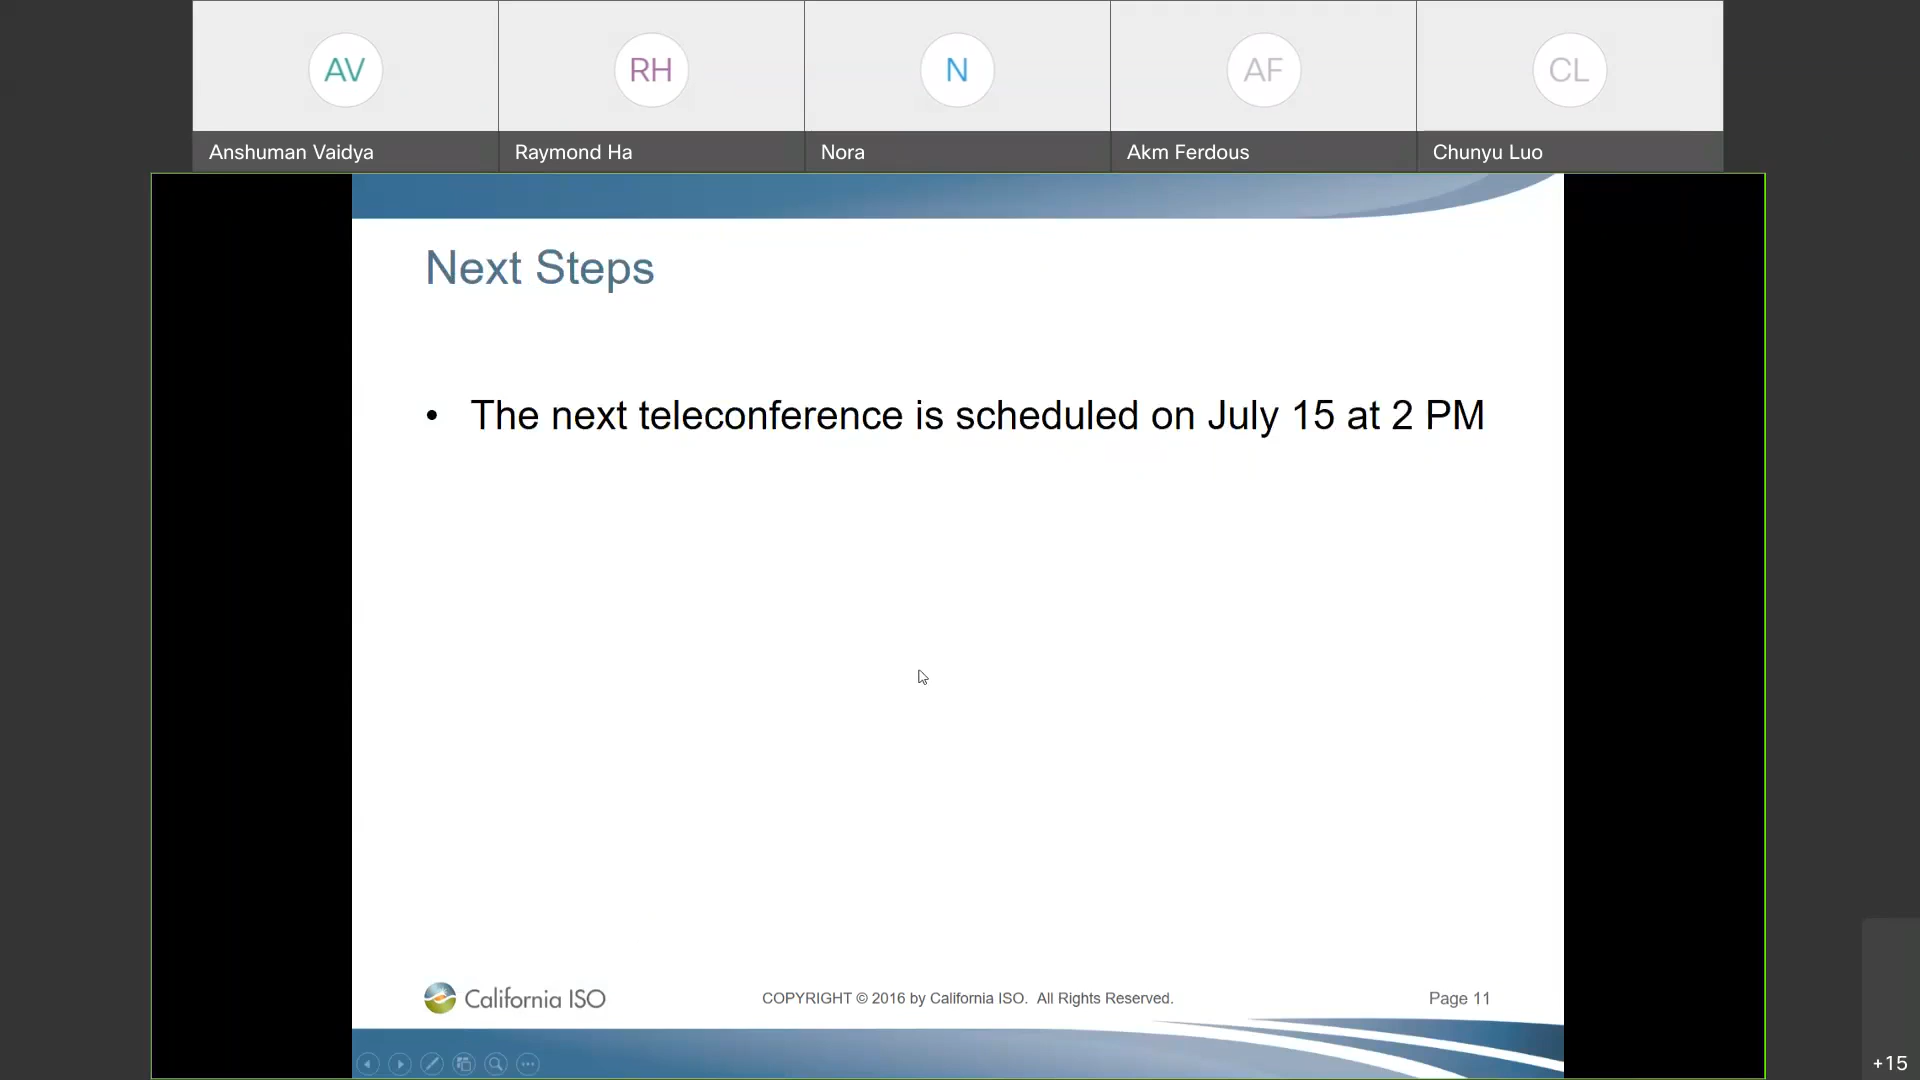 AV
RH
N
AF
CL
Anshuman Vaidya
Raymond Ha
Nora
Akm Ferdous
Chunyu Luo
Next Steps
• The next teleconference is scheduled on July 15 at 2 PM
California ISO
COPYRIGHT © 2016 by California ISO. All Rights Reserved.
Page 11
+15